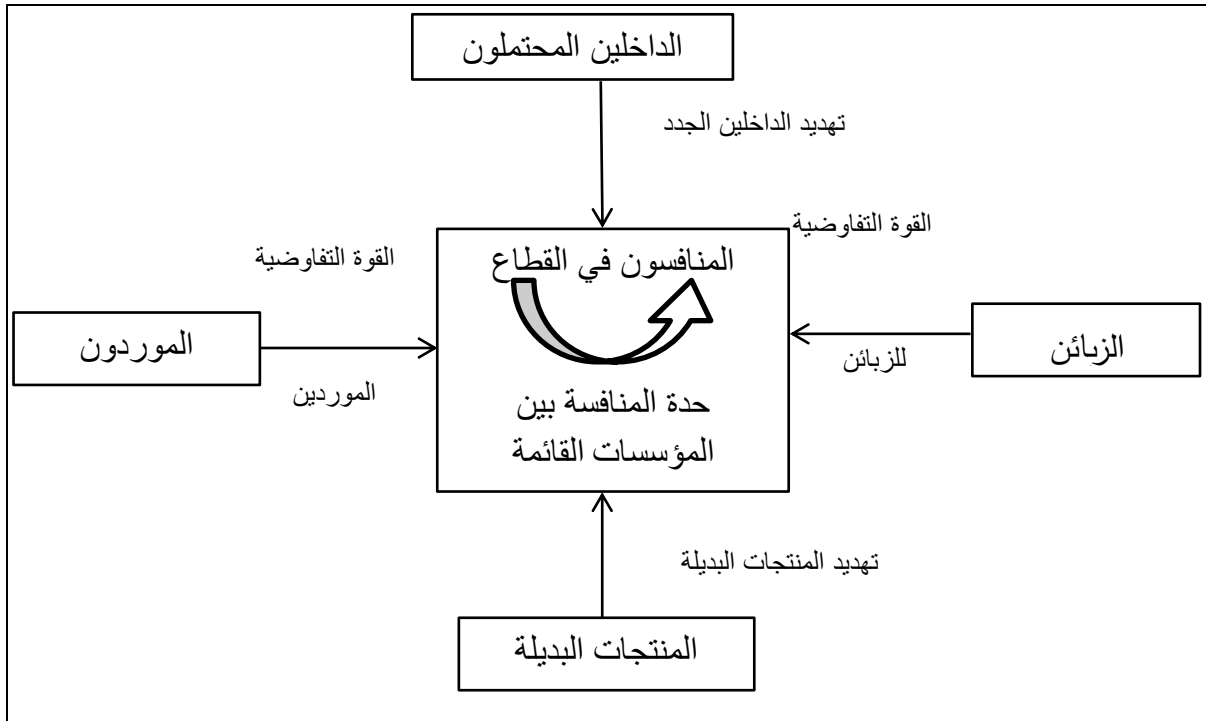 الداخلين المحتملون
تهديد الداخلين الجدد
القوة التفاوضية
المنافسون في القطاع
القوة التفاوضية
الزبائن
للزبائن
الموردون
الموردين
حدة المنافسة بين
المؤسسات القائمة
تهديد المنتجات البديلة
المنتجات البديلة